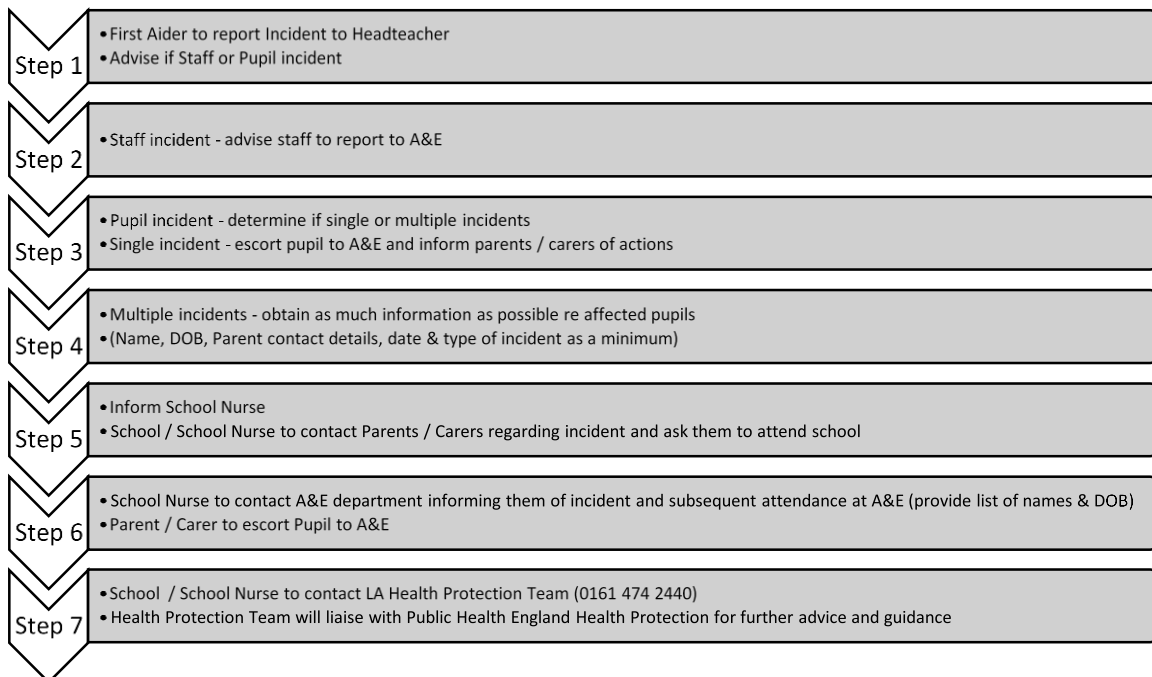 Step 1
•First Aider to report Incident to Headteacher
•Advise if Staff or Pupil incident
Step 2
•Staff incident - advise staff to report to A&E
Step 3
•Pupil incident - determine if single or multiple incidents
•Single incident - escort pupil to A&E and inform parents / carers of actions
Step 4
•Multiple incidents - obtain as much information as possible re affected pupils
•(Name, DOB, Parent contact details, date & type of incident as a minimum)
Step 5
•Inform School Nurse
•School / School Nurse to contact Parents / Carers regarding incident and ask them to attend school
Step 6
•School Nurse to contact A&E department informing them of incident and subsequent attendance at A&E (provide list of names & DOB)
•Parent / Carer to escort Pupil to A&E
Step 7
•School / School Nurse to contact LA Health Protection Team (0161 474 2440)
•Health Protection Team will liaise with Public Health England Health Protection for further advice and guidance